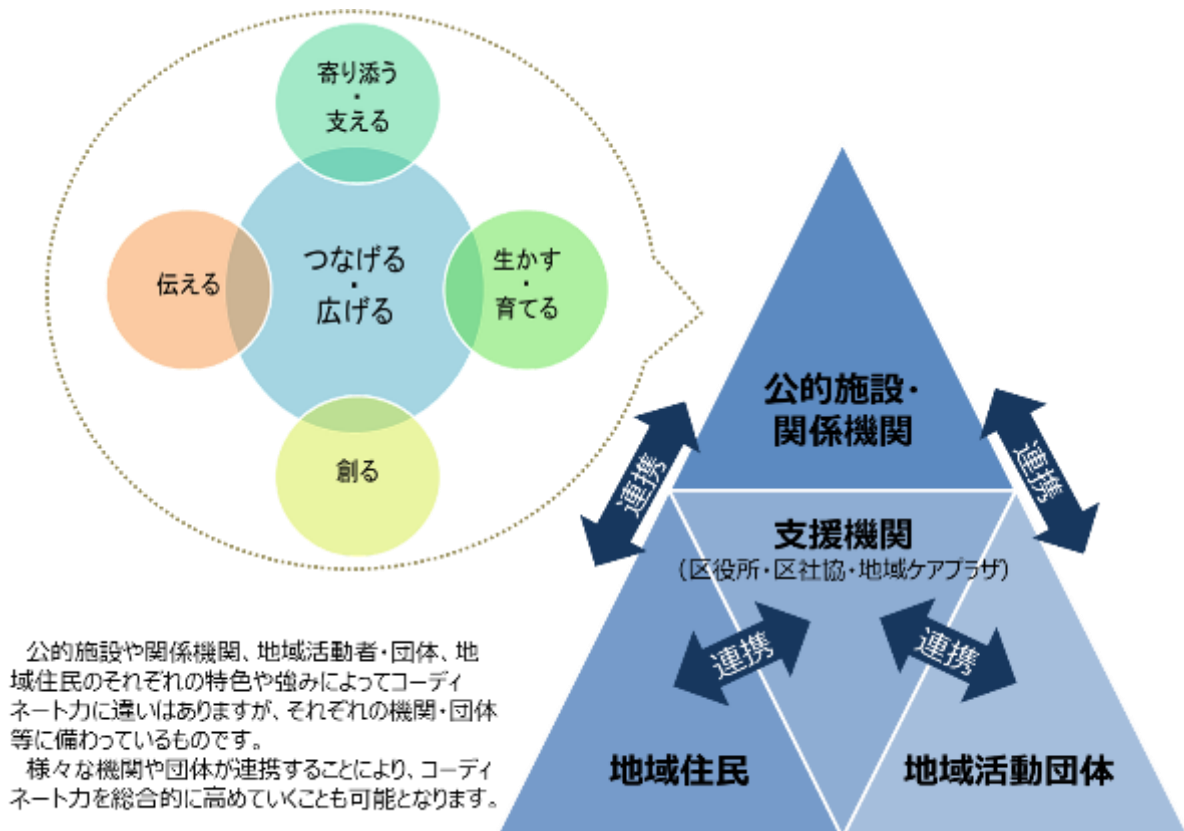 寄り添う
・
支える
伝える
つなげる
・
広げる
生かす
・
育てる
創る
公的施設・
関係機関
連携
連携
支援機関
(区役所・区社協・地域ケアプラザ)
連携
連携
地域住民
地域活動団体
公的施設や関係機関、地域活動者・団体、地
域住民のそれぞれの特色や強みによってコーディ
ネート力に違いはありますが、それぞれの機関・団体
等に備わっているものです。
様々な機関や団体が連携することにより、コーディ
ネート力を総合的に高めていくことも可能となります。